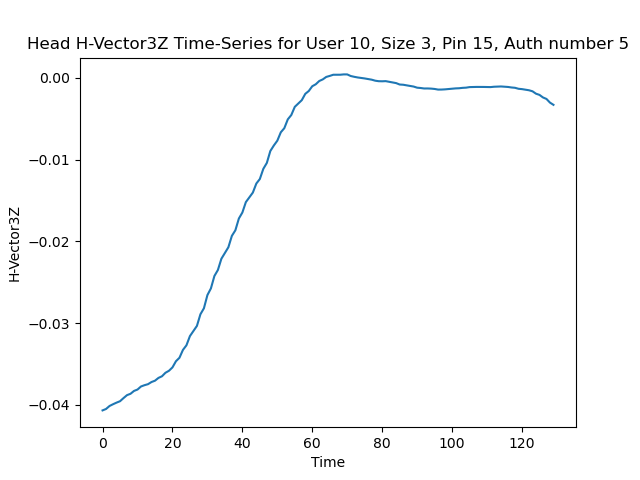 Head H-Vector3Z Time-Series for User 10, Size 3, Pin 15, Auth number 5
0.00
−0.01
−0.02
−0.03
−0.04
H-Vector3Z
0 20 40 60 80 100 120
Time